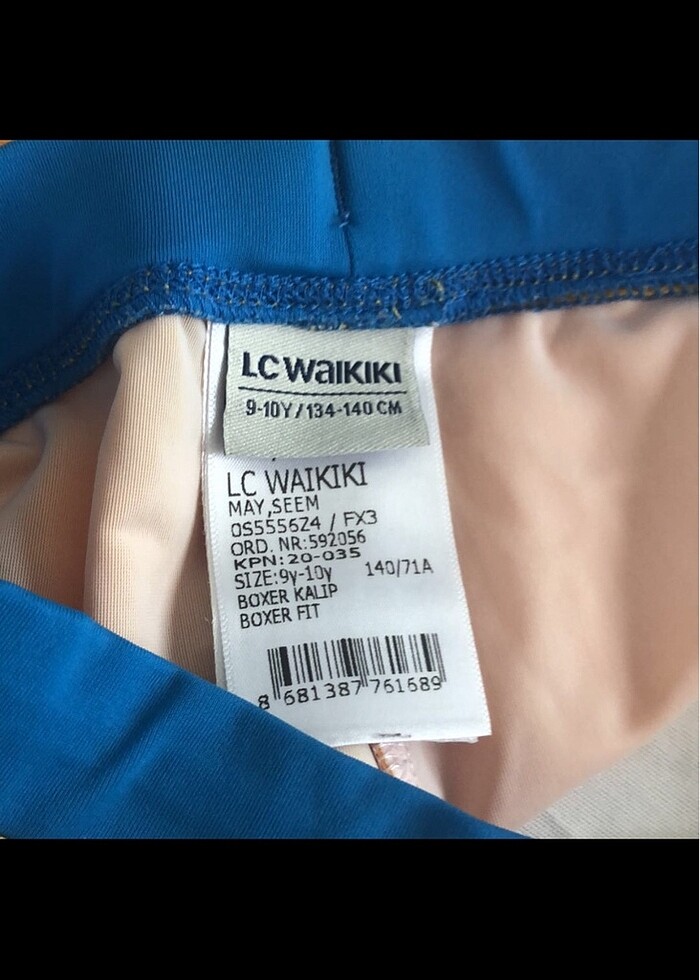 LC WAIKIKI
9-10Y/134-140 CM
LC WAIKIKI
MAY,SEEM
0S5556Z4 / FX3
ORD. NR:592056
KPN:20-035
SIZE:9y-10y 140/71A
BOXER KALIP
BOXER FIT
8 681387 761689